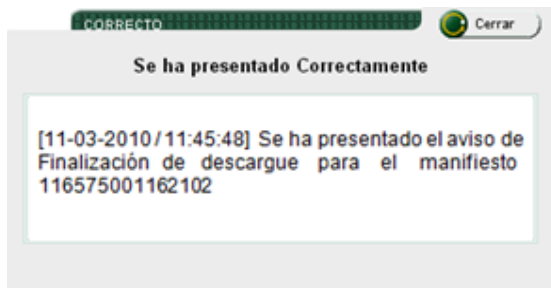 CORRECTO
Cerrar
Se ha presentado Correctamente
[11-03-2010 / 11:45:48] Se ha presentado el aviso de
Finalización de descargue para el manifiesto
116575001162102